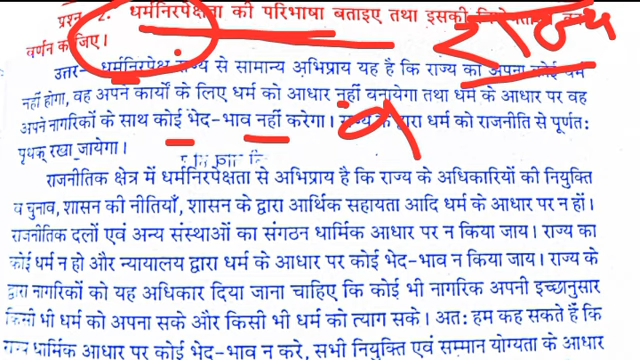 प्रश्न 2. धर्मनिरपेक्षता की परिभाषा बताइए तथा इसकी
वर्णन कीजिए।
राज्य
उत्तर- धर्मनिरपेक्ष राज्य से सामान्य अभिप्राय यह है कि राज्य का अपना कोई धर्म
नहीं होगा, वह अपने कार्यों के लिए धर्म को आधार नहीं बनायेगा तथा धर्म के आधार पर वह
अपने नागरिकों के साथ कोई भेद-भाव नहीं करेगा। राज्य के द्वारा धर्म को राजनीति से पूर्णत:
पृथक् रखा जायेगा।
राजनीतिक क्षेत्र में धर्मनिरपेक्षता से अभिप्राय है कि राज्य के अधिकारियों की नियुक्ति
व चुनाव, शासन की नीतियाँ, शासन के द्वारा आर्थिक सहायता आदि धर्म के आधार पर न हों।
राजनीतिक दलों एवं अन्य संस्थाओं का संगठन धार्मिक आधार पर न किया जाय। राज्य का
कोई धर्म न हो और न्यायालय द्वारा धर्म के आधार पर कोई भेद-भाव न किया जाय। राज्य के
द्वारा नागरिकों को यह अधिकार दिया जाना चाहिए कि कोई भी नागरिक अपनी इच्छानुसार
किसी भी धर्म को अपना सके और किसी भी धर्म को त्याग सके। अत: हम कह सकते हैं कि
राज्य धार्मिक आधार पर कोई भेद-भाव न करे, सभी नियुक्ति एवं सम्मान योग्यता के आधार